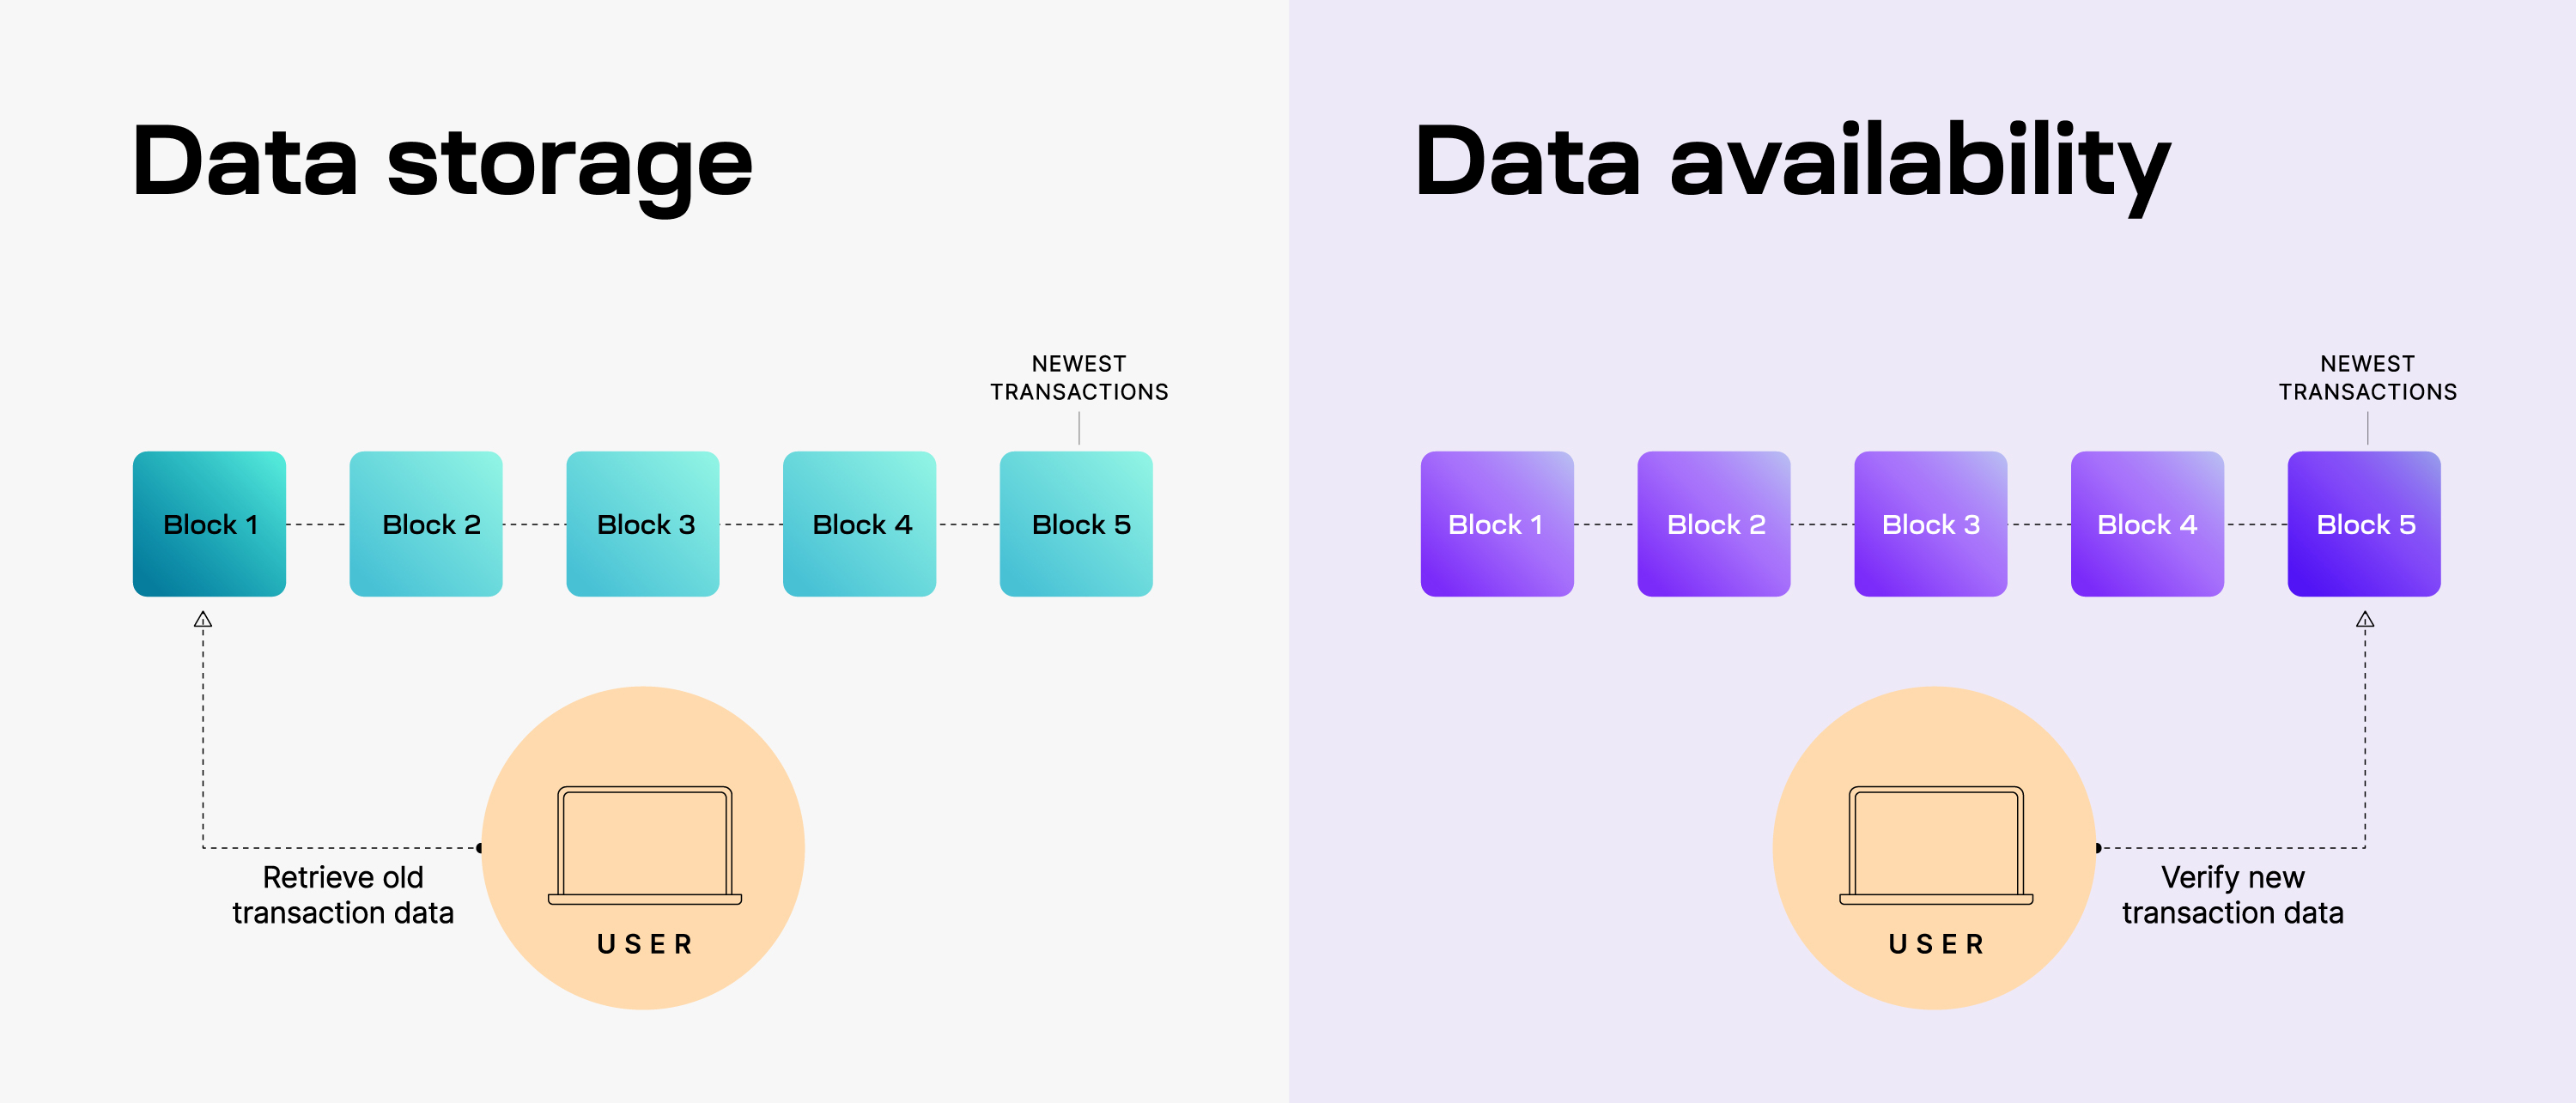 Data storage
NEWEST
TRANSACTIONS
Block 1
Block 2
Block 3
Block 4
Block 5
Retrieve old
transaction data
USER
Data availability
NEWEST
TRANSACTIONS
Block 1
Block 2
Block 3
Block 4
Block 5
USER
Verify new
transaction data